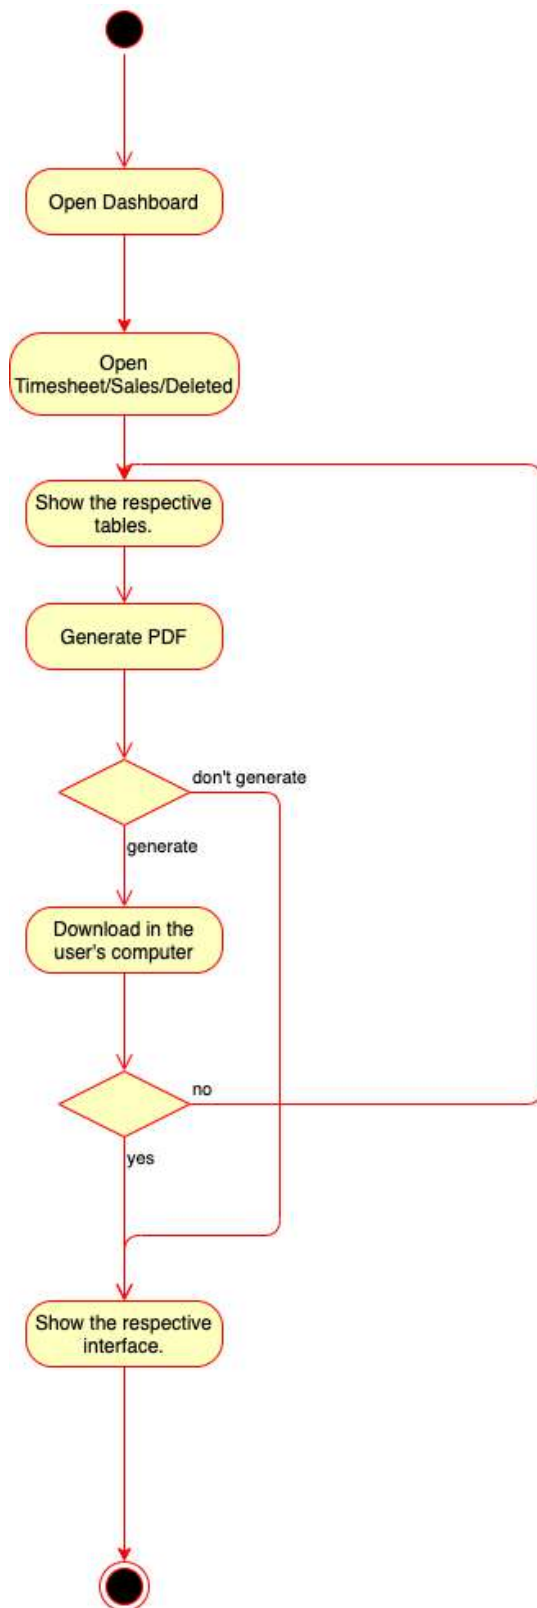 Open Dashboard
Open
Timesheet/Sales/Deleted
Show the respective
tables.
Generate PDF
don't generate
generate
Download in the
user's computer
no
yes
Show the respective
interface.